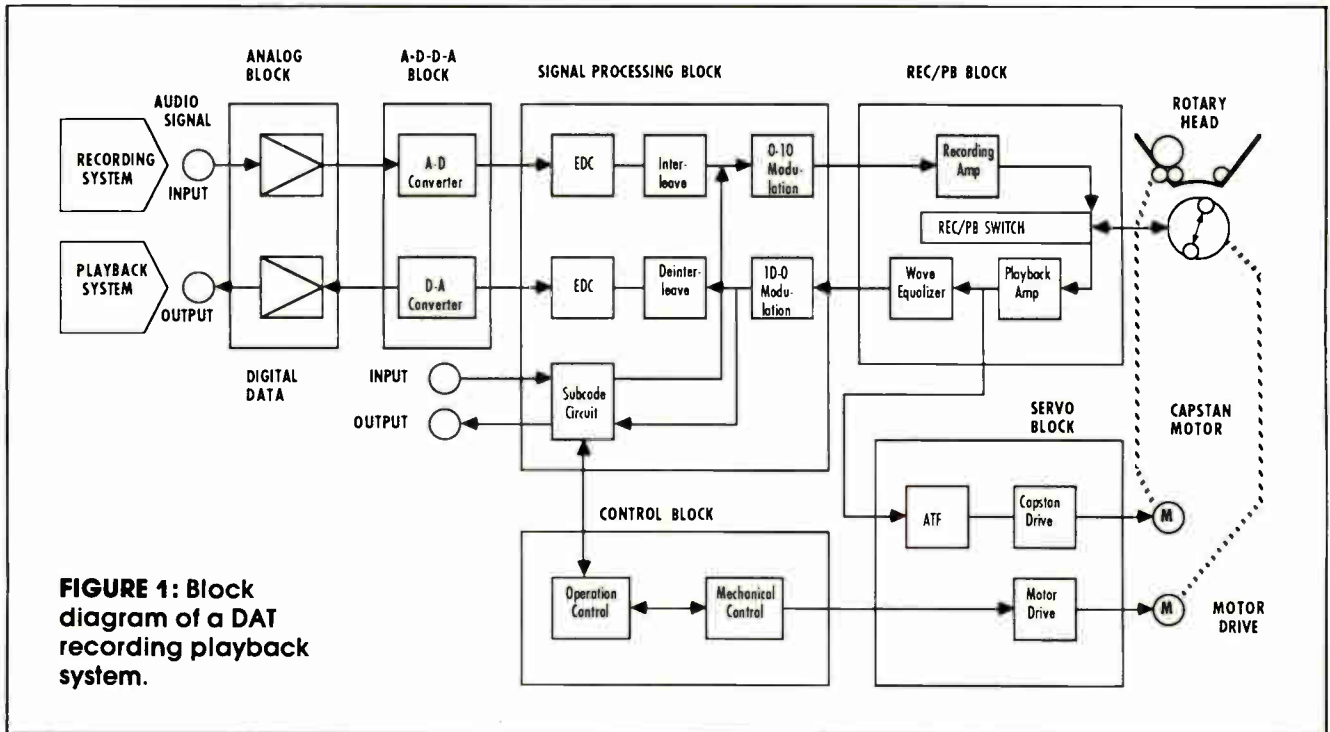 ANALOG
BLOCK
A-D-D-A
BLOCK
SIGNAL PROCESSING BLOCK
REC/PB BLOCK
AUDIO
SIGNAL
ROTARY
HEAD
RECORDING
SYSTEM
INPUT
A-D
Converter
EDC
Inter-
leave
0-10
Modu-
lation
Recording
Amp
REC/PB SWITCH
PLAYBACK
SYSTEM
OUTPUT
D-A
Converter
EDC
Deinter-
leave
1D-0
Modu-
lation
Wave
Equalizer
Playback
Amp
DIGITAL
DATA
INPUT
OUTPUT
Subcode
Circuit
SERVO
BLOCK
CAPSTAN
MOTOR
ATF
Capstan
Drive
M
CONTROL BLOCK
Operation
Control
Mechanical
Control
Motor
Drive
M
MOTOR
DRIVE
FIGURE 1: Block
diagram of a DAT
recording playback
system.